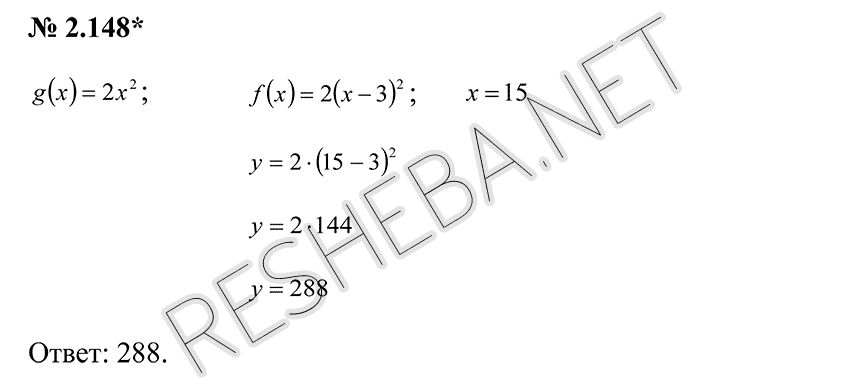 № 2.148*
g(x) = 2x²; f(x) = 2(x − 3)²; x = 15
y = 2 · (15 − 3)²
y = 2 · 144
y = 288
Ответ: 288.
RESHEBA.NET